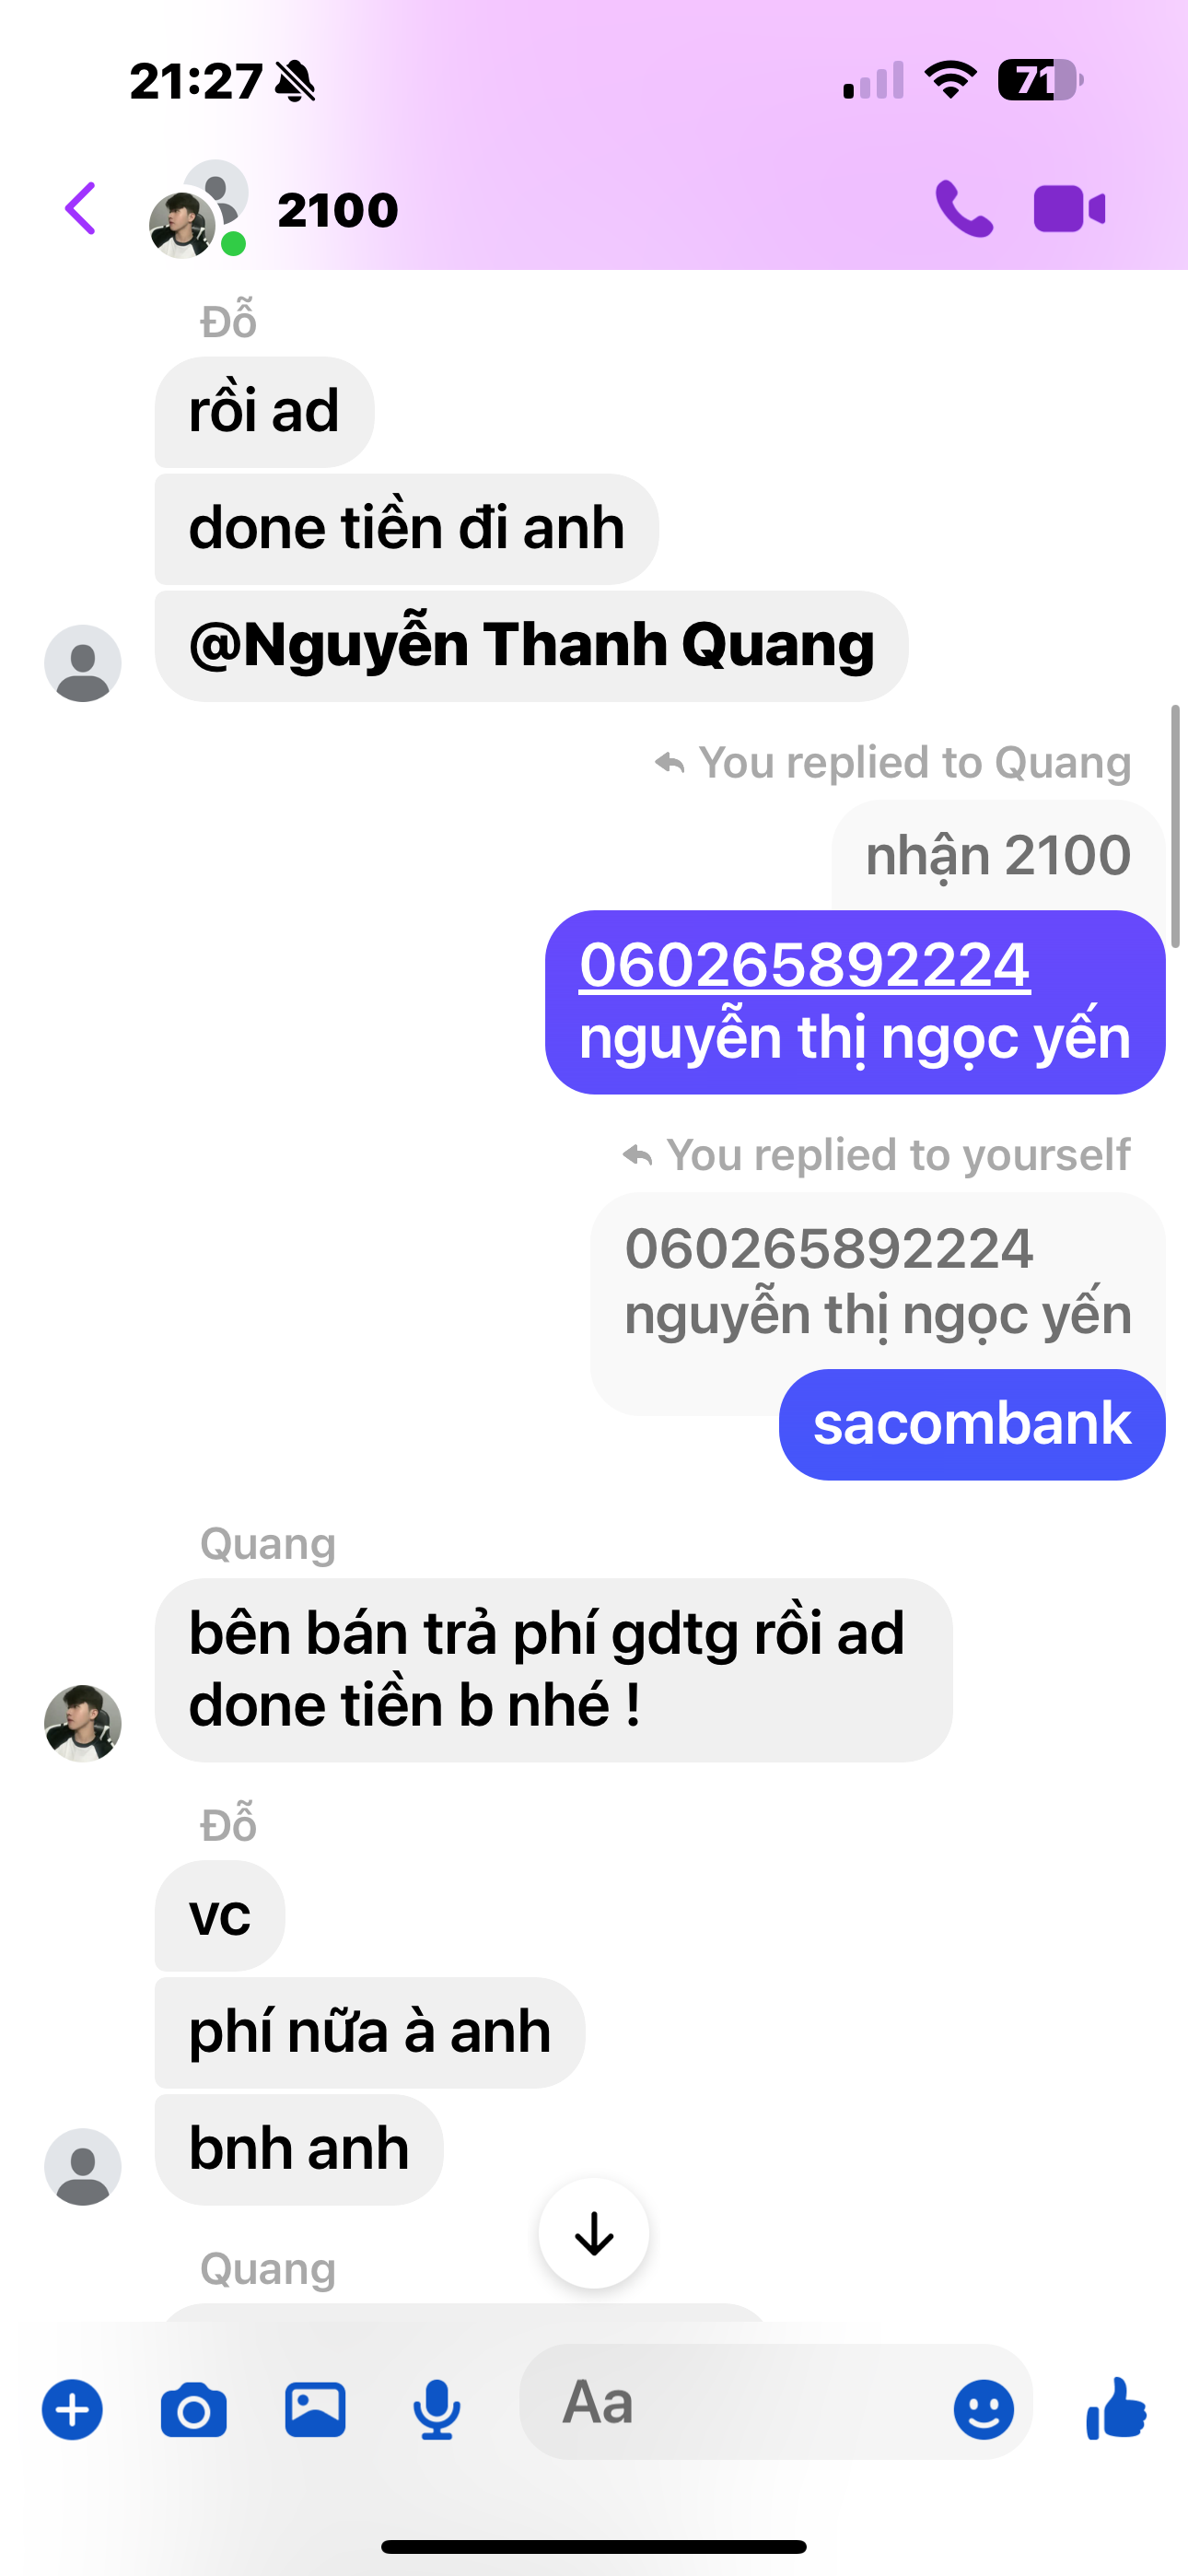 21:27
71
2100
Đỗ
rồi ad
done tiền đi anh
@Nguyễn Thanh Quang
You replied to Quang
nhận 2100
060265892224
nguyễn thị ngọc yến
You replied to yourself
060265892224
nguyễn thị ngọc yến
sacombank
Quang
bên bán trả phí gdtg rồi ad
done tiền b nhé !
Đỗ
vc
phí nữa à anh
bnh anh
Quang
Aa